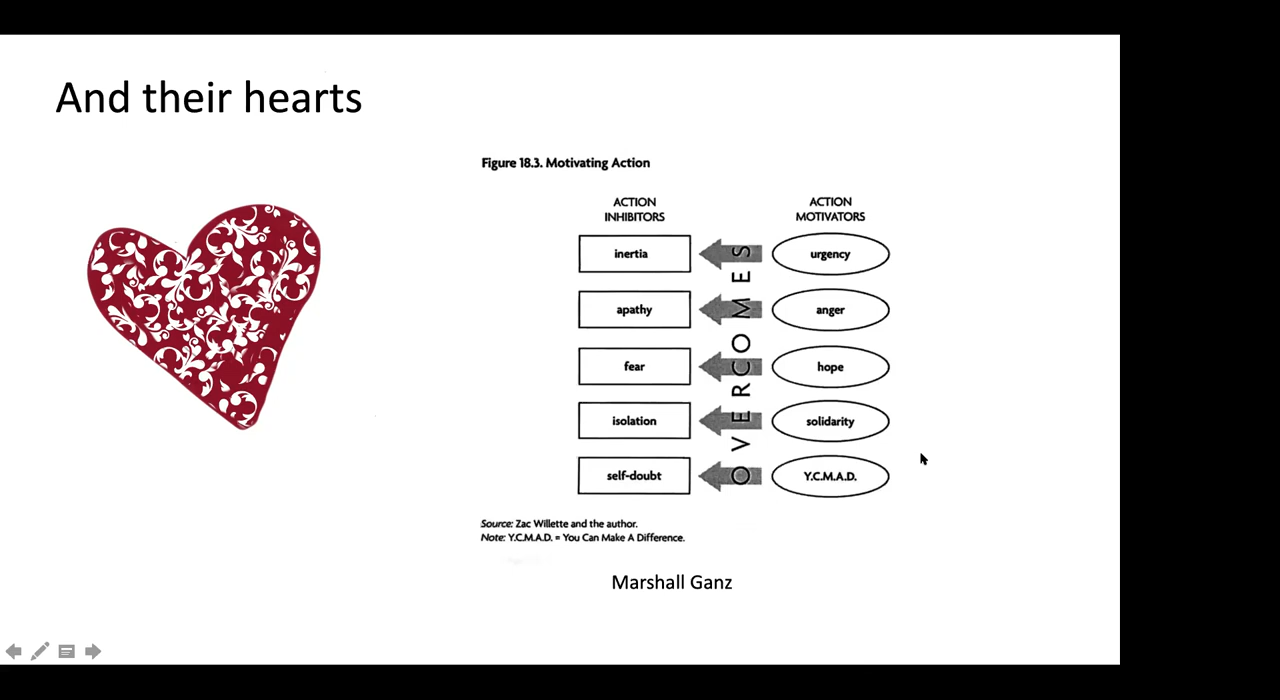 And their hearts
Figure 18.3. Motivating Action
ACTION
INHIBITORS
ACTION
MOTIVATORS
inertia
urgency
apathy
anger
fear
hope
isolation
solidarity
self-doubt
Y.C.M.A.D.
OVERCOMES
Source: Zac Willette and the author.
Note: Y.C.M.A.D. = You Can Make A Difference.
Marshall Ganz